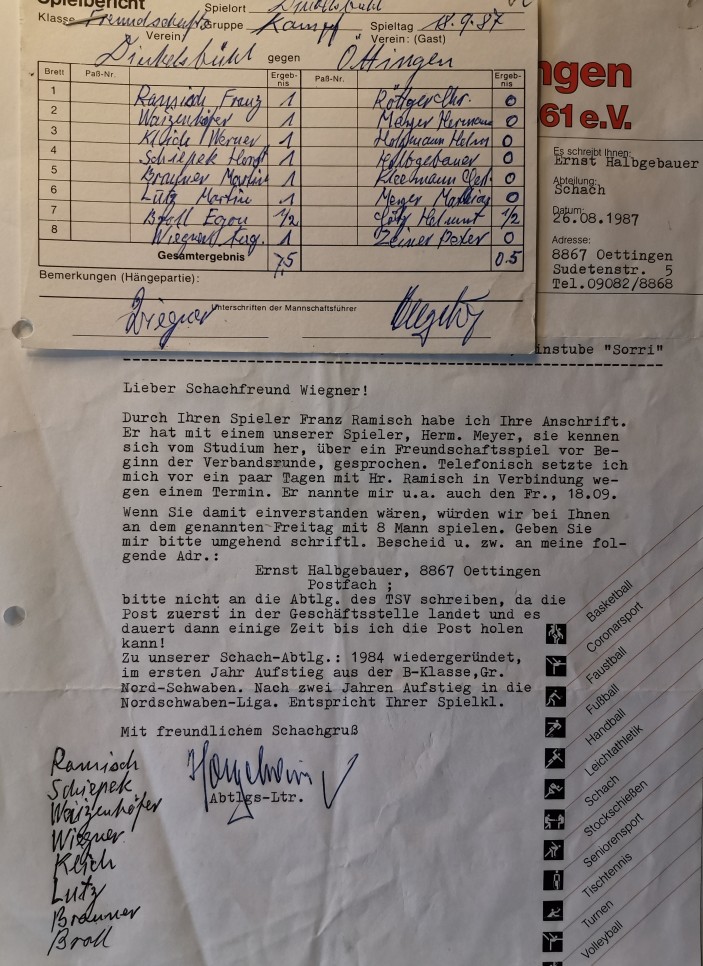 Spielbericht
Spielort Dinkelsbühl
Klasse Freundschafts Gruppe Kampf Spieltag 18.9.87
Verein: Verein: (Gast)
Dinkelsbühl gegen Öttingen
Brett Paß-Nr. Ergeb-nis Paß-Nr. Ergeb-nis
1 Ramisch Franz 1 Röttger Chr. 0
2 Waizenhöfer 1 Meyer Hermann 0
3 Klich Werner 1 Helm 0
4 Schiepek Horst 1 Halbgebauer 0
5 Brauner Martin 1 0
6 Lutz Martin 1 0
7 Broll Egon 1/2 Götz Helmut 1/2
8 Wiegner 1 Zeiner Peter 0
Gesamtergebnis 7,5 0.5
Bemerkungen (Hängepartie):
Wiegner
Unterschriften der Mannschaftsführer
ngen
61 e.V.
Es schreibt Ihnen:
Ernst Halbgebauer
Abteilung:
Schach
Datum:
26.08.1987
Adresse:
8867 Oettingen
Sudetenstr. 5
Tel.09082/8868
instube "Sorri"
Lieber Schachfreund Wiegner!
Durch Ihren Spieler Franz Ramisch habe ich Ihre Anschrift.
Er hat mit einem unserer Spieler, Herm. Meyer, sie kennen
sich vom Studium her, über ein Freundschaftsspiel vor Be-
ginn der Verbandsrunde, gesprochen. Telefonisch setzte ich
mich vor ein paar Tagen mit Hr. Ramisch in Verbindung we-
gen einem Termin. Er nannte mir u.a. auch den Fr., 18.09.
Wenn Sie damit einverstanden wären, würden wir bei Ihnen
an dem genannten Freitag mit 8 Mann spielen. Geben Sie
mir bitte umgehend schriftl. Bescheid u. zw. an meine fol-
gende Adr.:
Ernst Halbgebauer, 8867 Oettingen
Postfach ;
bitte nicht an die Abtlg. des TSV schreiben, da die
Post zuerst in der Geschäftsstelle landet und es
dauert dann einige Zeit bis ich die Post holen
kann!
Zu unserer Schach-Abtlg.: 1984 wiedergeründet,
im ersten Jahr Aufstieg aus der B-Klasse,Gr.
Nord-Schwaben. Nach zwei Jahren Aufstieg in die
Nordschwaben-Liga. Entspricht Ihrer Spielkl.
Mit freundlichem Schachgruß
Abtlgs-Ltr.
Ramisch
Schiepek
Waizenhöfer
Wiegner
Klich
Lutz
Brauner
Broll
Basketball
Coronarsport
Faustball
Fußball
Handball
Leichtathletik
Schach
Stockschießen
Seniorensport
Tischtennis
Turnen
Volleyball